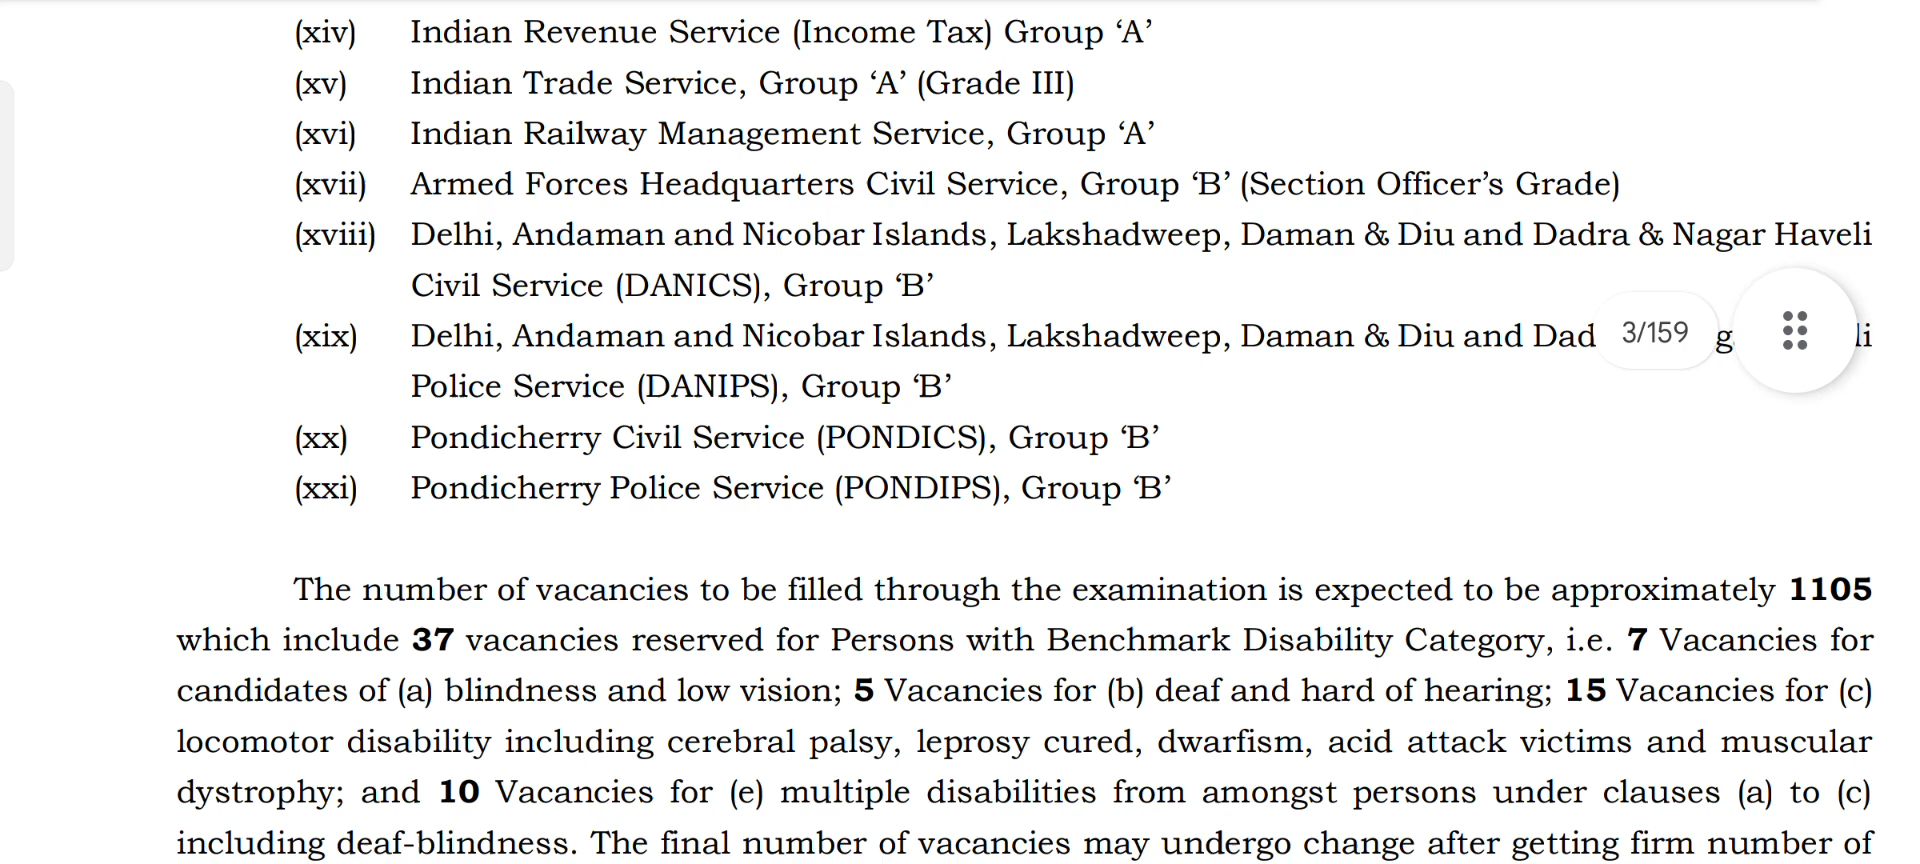 (xiv) Indian Revenue Service (Income Tax) Group ‘A’
(xv) Indian Trade Service, Group ‘A’ (Grade III)
(xvi) Indian Railway Management Service, Group ‘A’
(xvii) Armed Forces Headquarters Civil Service, Group ‘B’ (Section Officer’s Grade)
(xviii) Delhi, Andaman and Nicobar Islands, Lakshadweep, Daman & Diu and Dadra & Nagar Haveli
Civil Service (DANICS), Group ‘B’
(xix) Delhi, Andaman and Nicobar Islands, Lakshadweep, Daman & Diu and Dad
3/159
Police Service (DANIPS), Group ‘B’
(xx) Pondicherry Civil Service (PONDICS), Group ‘B’
(xxi) Pondicherry Police Service (PONDIPS), Group ‘B’
The number of vacancies to be filled through the examination is expected to be approximately 1105
which include 37 vacancies reserved for Persons with Benchmark Disability Category, i.e. 7 Vacancies for
candidates of (a) blindness and low vision; 5 Vacancies for (b) deaf and hard of hearing; 15 Vacancies for (c)
locomotor disability including cerebral palsy, leprosy cured, dwarfism, acid attack victims and muscular
dystrophy; and 10 Vacancies for (e) multiple disabilities from amongst persons under clauses (a) to (c)
including deaf-blindness. The final number of vacancies may undergo change after getting firm number of